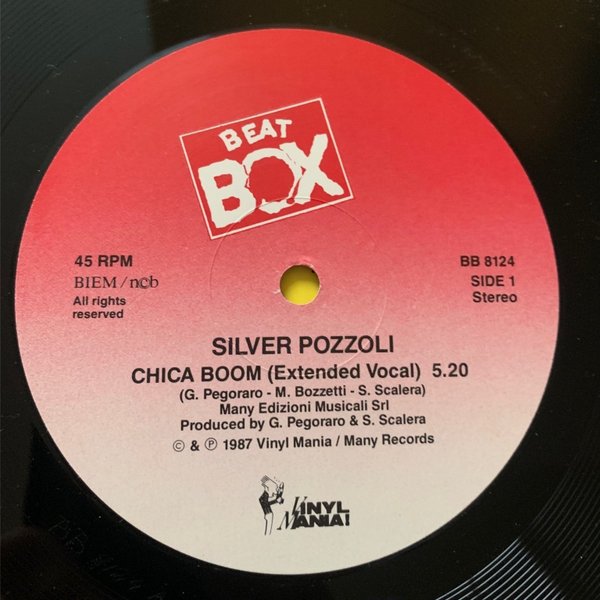 BEAT
BOX
45 RPM
BIEM / ncb
All rights
reserved
BB 8124
SIDE 1
Stereo
SILVER POZZOLI
CHICA BOOM (Extended Vocal) 5.20
(G. Pegoraro - M. Bozzetti - S. Scalera)
Many Edizioni Musicali Srl
Produced by G. Pegoraro & S. Scalera
© & ℗ 1987 Vinyl Mania / Many Records
VINYL
MANIA!